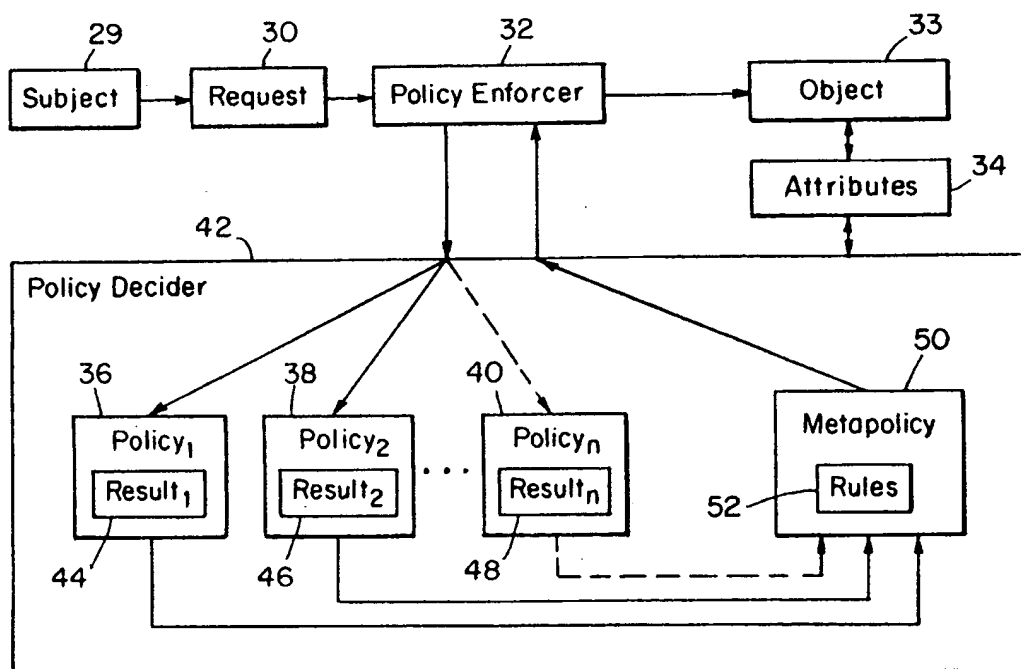 29 30 32 33
Subject Request Policy Enforcer Object
Attributes 34
42
Policy Decider
36 38 40 50
Policy₁ Policy₂ Policyₙ Metapolicy
Result₁ Result₂ ... Resultₙ 52 Rules
44 46 48